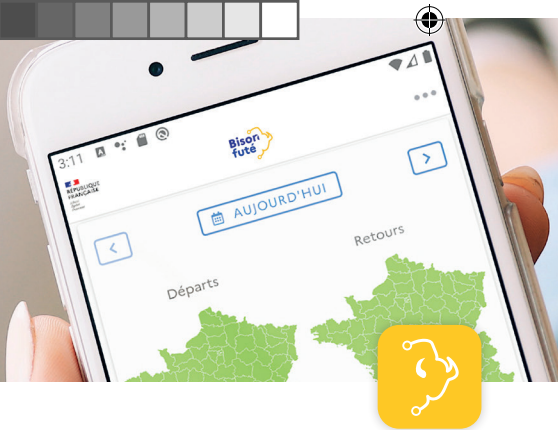 3:11
Bison
futé
RÉPUBLIQUE
FRANÇAISE
AUJOURD'HUI
Départs
Retours